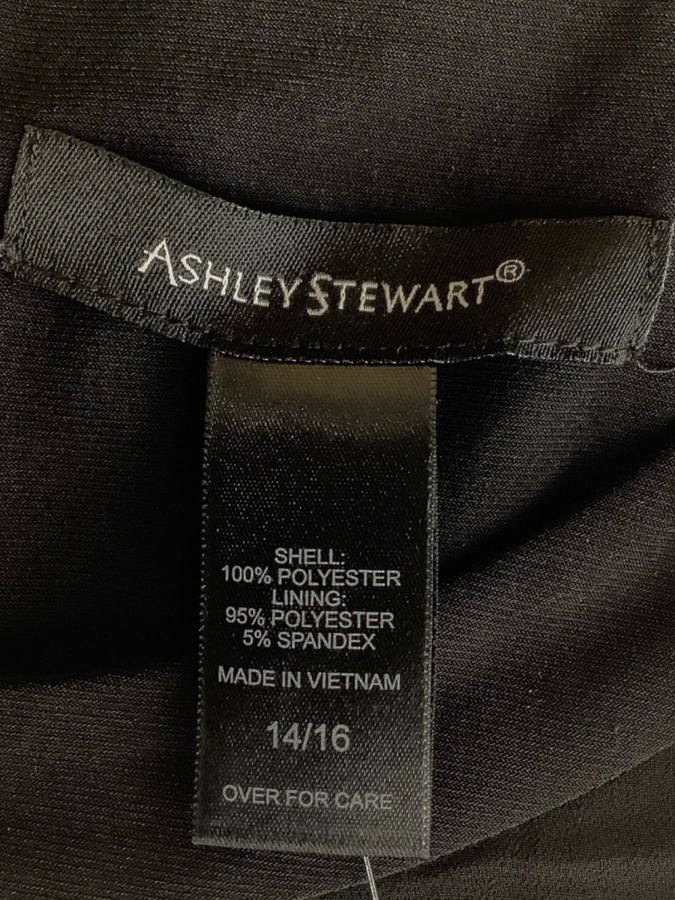 ASHLEY STEWART®
SHELL:
100% POLYESTER
LINING:
95% POLYESTER
5% SPANDEX
MADE IN VIETNAM
14/16
OVER FOR CARE